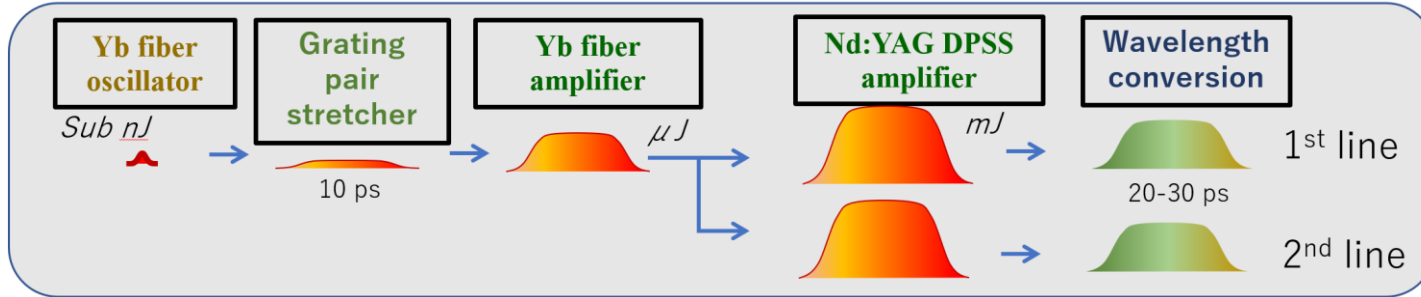 Yb fiber
oscillator
Grating
pair
stretcher
Yb fiber
amplifier
Nd:YAG DPSS
amplifier
Wavelength
conversion
Sub nJ
μJ
mJ
1st line
10 ps
20-30 ps
2nd line